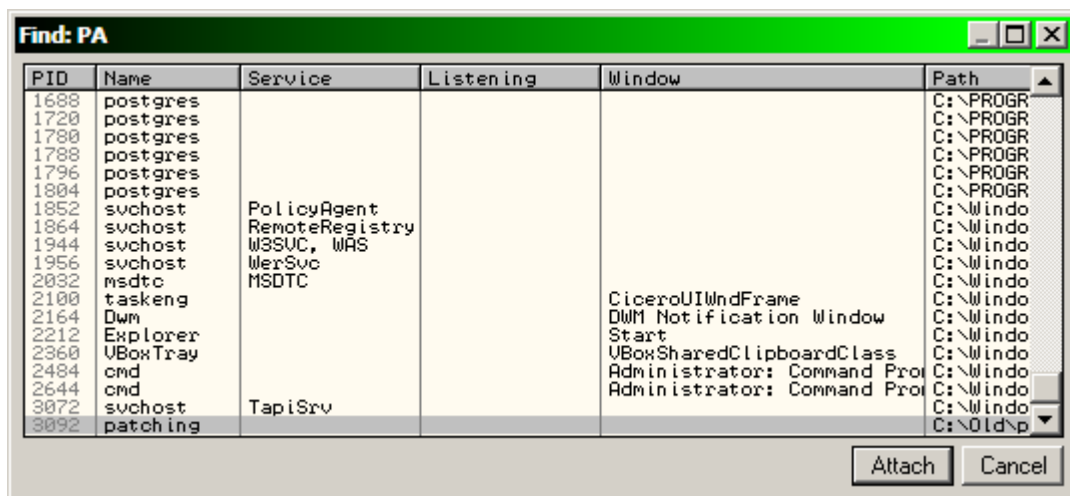 Find: PA
PID Name Service Listening Window Path
1688 postgres C:\PROGR
1720 postgres C:\PROGR
1780 postgres C:\PROGR
1788 postgres C:\PROGR
1796 postgres C:\PROGR
1804 postgres C:\PROGR
1852 svchost PolicyAgent C:\Windo
1864 svchost RemoteRegistry C:\Windo
1944 svchost W3SVC, WAS C:\Windo
1956 svchost WerSvc C:\Windo
2032 msdtc MSDTC C:\Windo
2100 taskeng CiceroUIWndFrame C:\Windo
2164 Dwm DWM Notification Window C:\Windo
2212 Explorer Start C:\Windo
2360 VBoxTray VBoxSharedClipboardClass C:\Windo
2484 cmd Administrator: Command Pro C:\Windo
2644 cmd Administrator: Command Pro C:\Windo
3072 svchost TapiSrv C:\Windo
3092 patching C:\Old\p
Attach Cancel